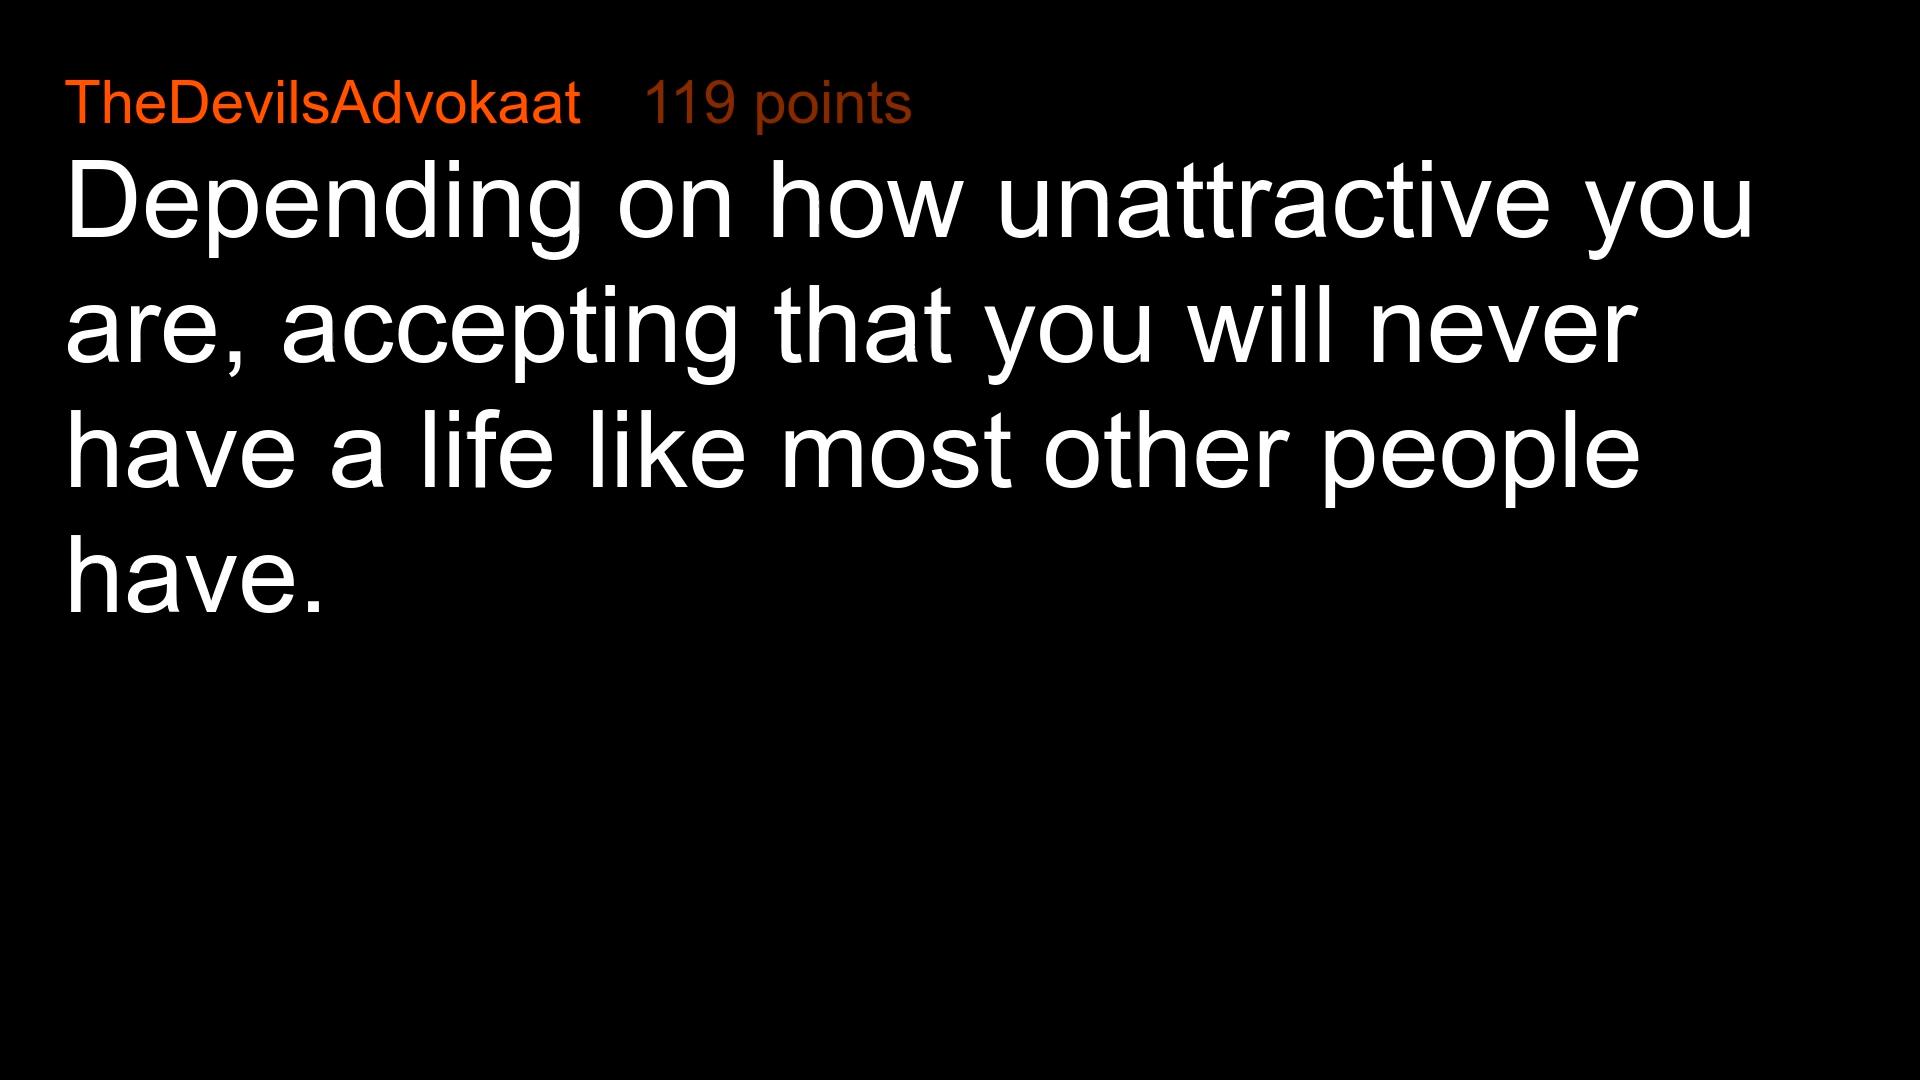 TheDevilsAdvokaat 119 points
Depending on how unattractive you
are, accepting that you will never
have a life like most other people
have.